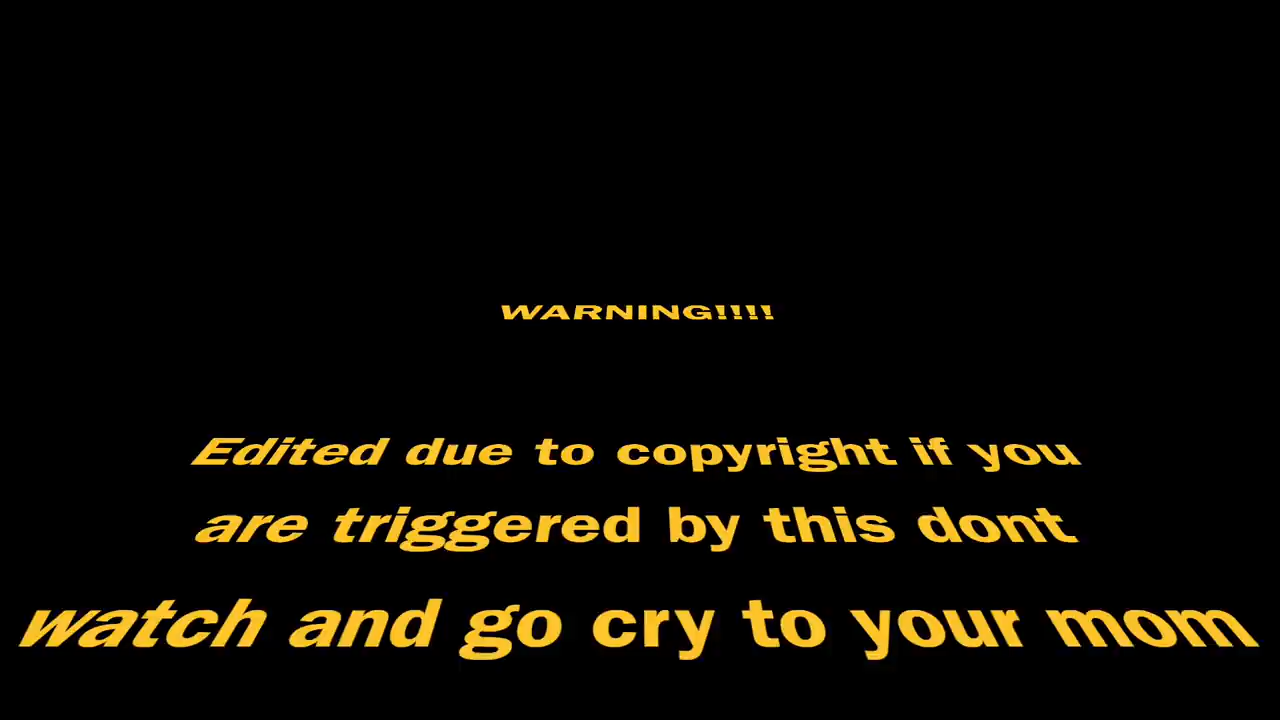 WARNING!!!!
Edited due to copyright if you
are triggered by this dont
watch and go cry to your mom